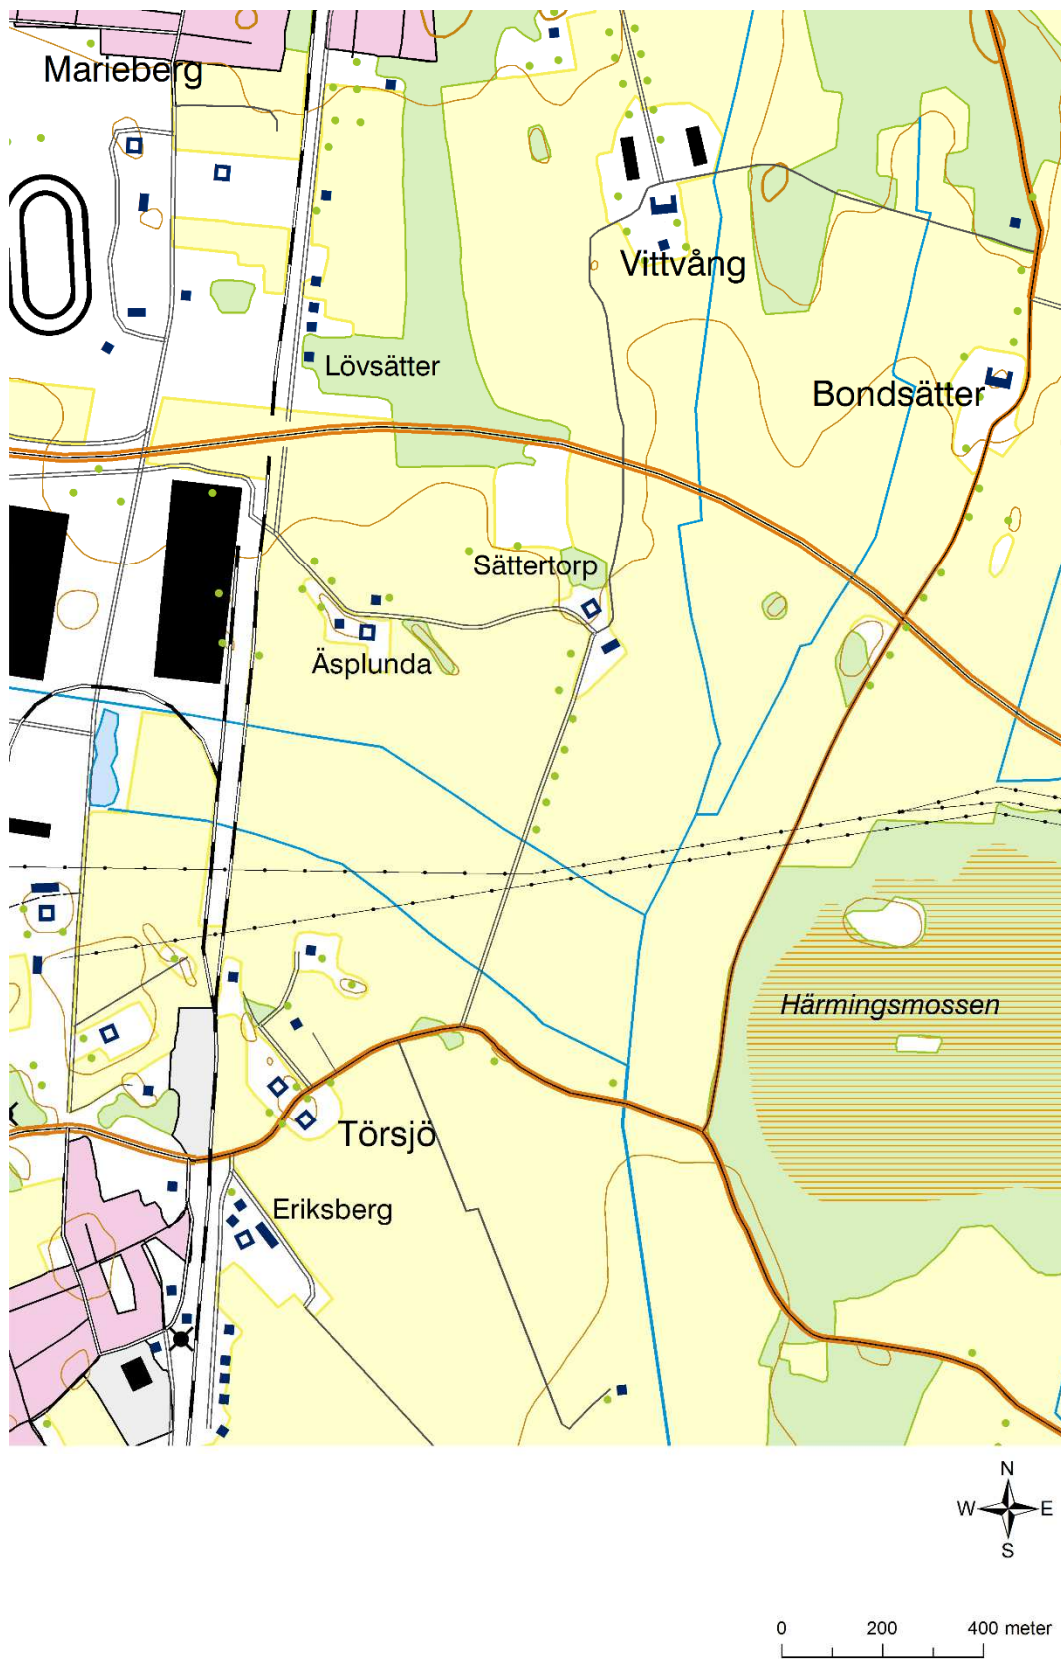 Marieberg
Vittvång
Lövsätter
Bondsätter
Sättertorp
Äsplunda
Härmingsmossen
Törsjö
Eriksberg
N
W E
S
0 200 400 meter